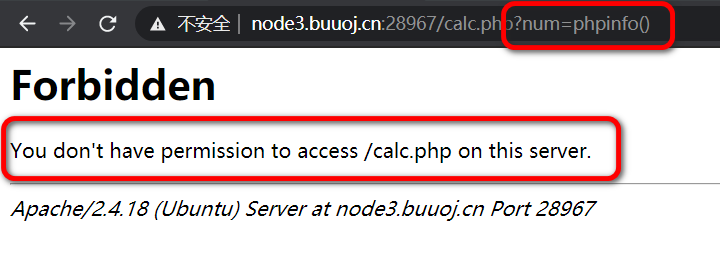 不安全 | node3.buuoj.cn:28967/calc.php?num=phpinfo()
Forbidden
You don't have permission to access /calc.php on this server.
Apache/2.4.18 (Ubuntu) Server at node3.buuoj.cn Port 28967